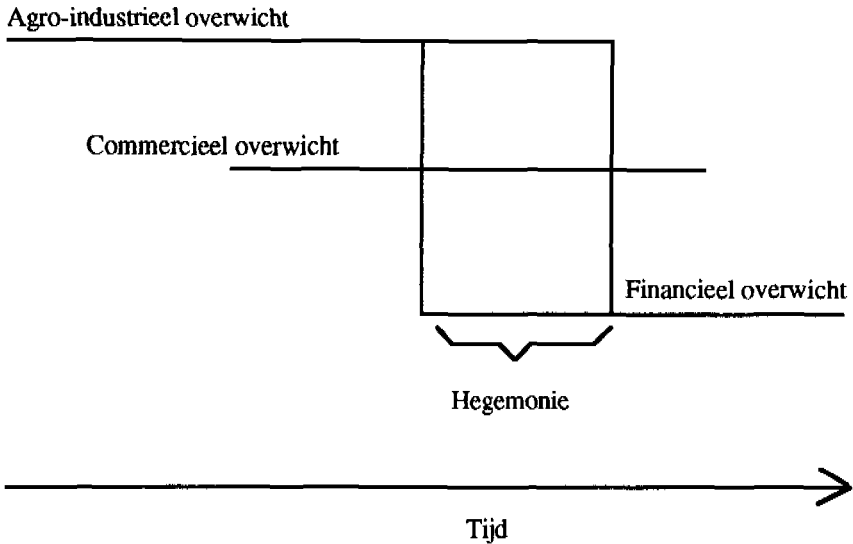 Agro-industrieel overwicht
Commercieel overwicht
Financieel overwicht
Hegemonie
Tijd